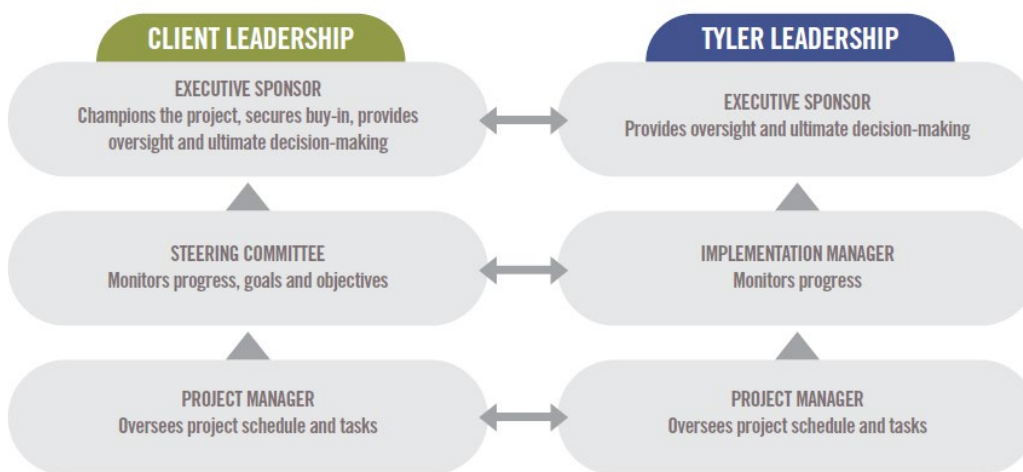 CLIENT LEADERSHIP
EXECUTIVE SPONSOR
Champions the project, secures buy-in, provides
oversight and ultimate decision-making
STEERING COMMITTEE
Monitors progress, goals and objectives
PROJECT MANAGER
Oversees project schedule and tasks
TYLER LEADERSHIP
EXECUTIVE SPONSOR
Provides oversight and ultimate decision-making
IMPLEMENTATION MANAGER
Monitors progress
PROJECT MANAGER
Oversees project schedule and tasks